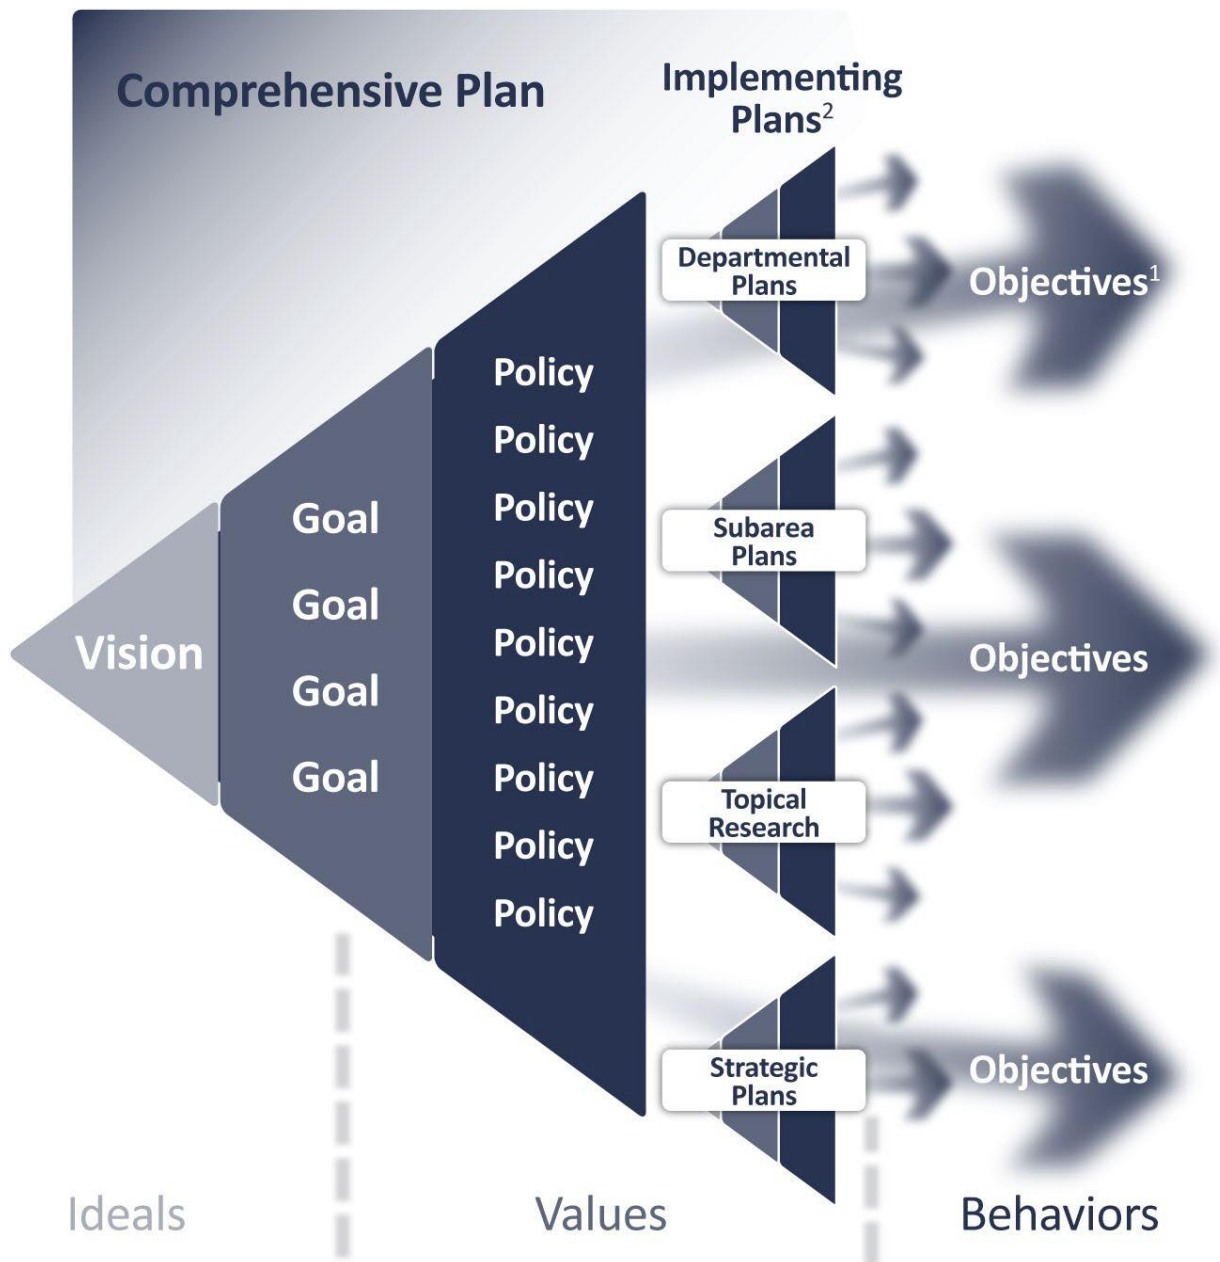 Comprehensive Plan
Implementing
Plans²
Vision
Goal
Goal
Goal
Goal
Policy
Policy
Policy
Policy
Policy
Policy
Policy
Policy
Policy
Departmental
Plans
Subarea
Plans
Topical
Research
Strategic
Plans
Objectives¹
Objectives
Objectives
Ideals
Values
Behaviors